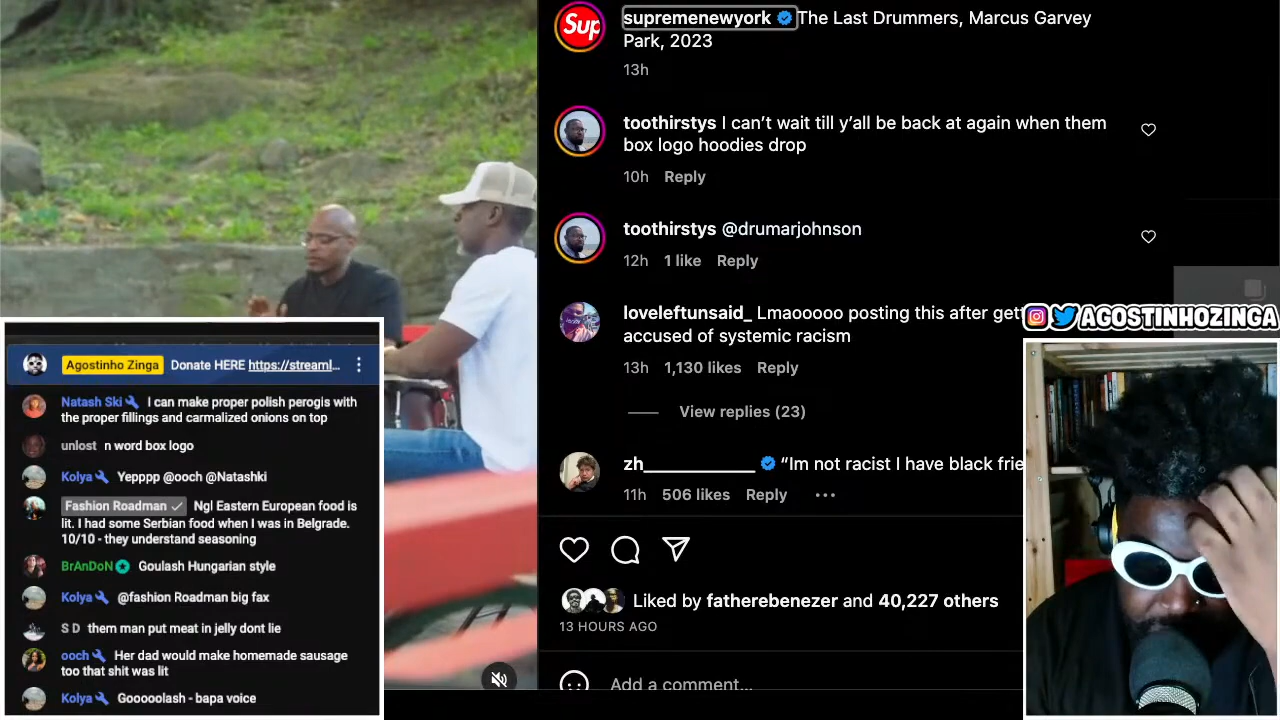 Sup
supremenewyork The Last Drummers, Marcus Garvey
Park, 2023
13h
toothirstys I can't wait till y'all be back at again when them
box logo hoodies drop
10h Reply
toothirstys @drumarjohnson
12h 1 like Reply
loveleftunsaid_ Lmaooooo posting this after gett
accused of systemic racism
13h 1,130 likes Reply
View replies (23)
zh____________ “Im not racist I have black frie
11h 506 likes Reply •••
Liked by fatherebenezer and 40,227 others
13 HOURS AGO
Add a comment...
AGOSTINHOZINGA
Agostinho Zinga Donate HERE https://streaml...
Natash Ski I can make proper polish perogis with
the proper fillings and carmalized onions on top
unlost n word box logo
Kolya Yeppp @ooch @Natashki
Fashion Roadman Ngl Eastern European food is
lit. I had some Serbian food when I was in Belgrade.
10/10 - they understand seasoning
BrAnDoN Goulash Hungarian style
Kolya @fashion Roadman big fax
S D them man put meat in jelly dont lie
ooch Her dad would make homemade sausage
too that shit was lit
Kolya Gooooolash - bapa voice